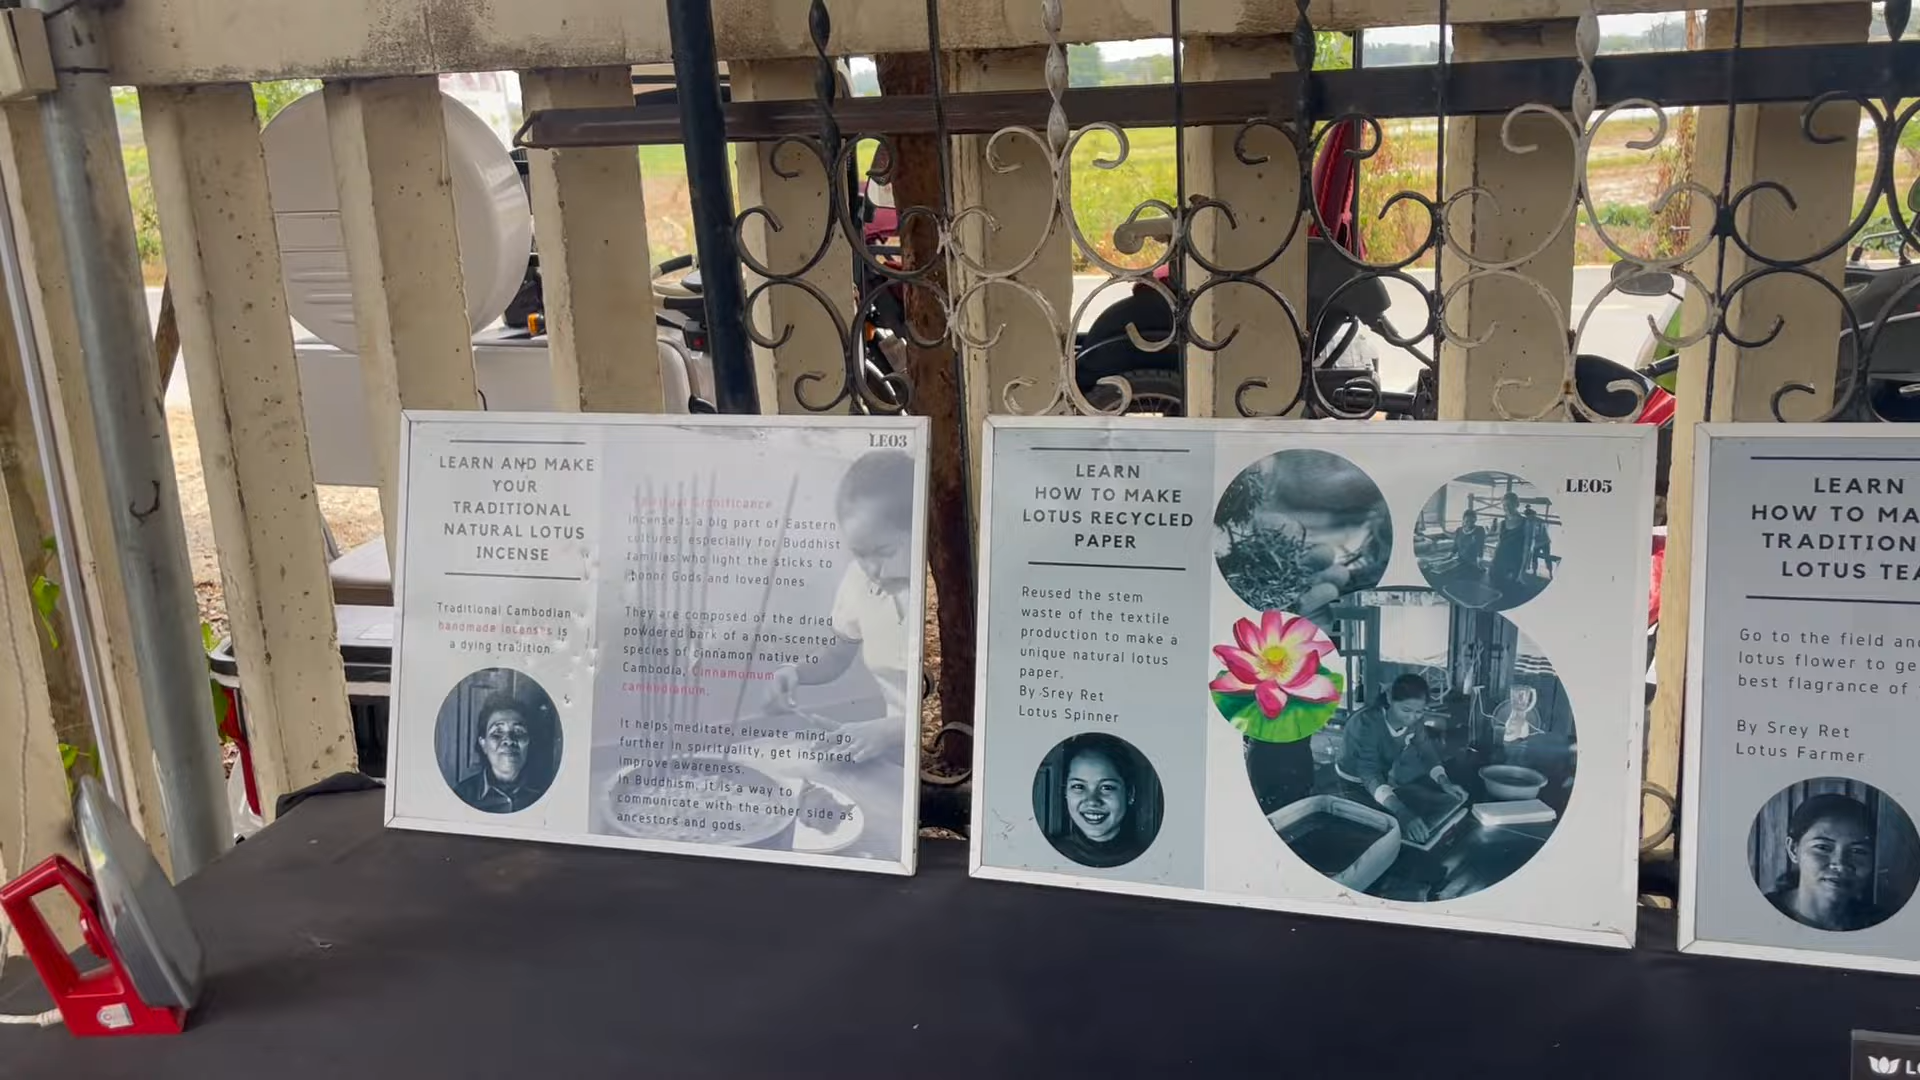 LEARN AND MAKE
YOUR
TRADITIONAL
NATURAL LOTUS
INCENSE
Traditional Cambodian
handmade incenses is
a dying tradition.
LE03
Spiritual Significance
Incense is a big part of Eastern
cultures, especially for Buddhist
families who light the sticks to
honor Gods and loved ones.
They are composed of the dried
powdered bark of a non-scented
species of cinnamon native to
Cambodia, Cinnamomum
cambodianum.
It helps meditate, elevate mind, go
further in spirituality, get inspired,
improve awareness.
In Buddhism, it is a way to
communicate with the other side as
ancestors and gods.
LEARN
HOW TO MAKE
LOTUS RECYCLED
PAPER
Reused the stem
waste of the textile
production to make a
unique natural lotus
paper.
By Srey Ret
Lotus Spinner
LE05
LEARN
HOW TO MA
TRADITION
LOTUS TEA
Go to the field an
lotus flower to ge
best flagrance of
By Srey Ret
Lotus Farmer